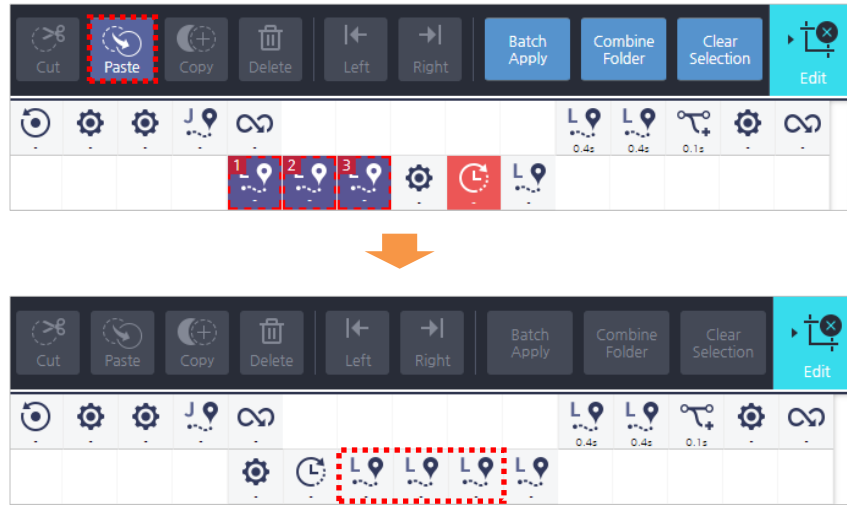 Cut
Paste
Copy
Delete
Left
Right
Batch
Apply
Combine
Folder
Clear
Selection
Edit
J
L
L
0.4s
0.4s
0.1s
1
2
3
L
L
L
L
Cut
Paste
Copy
Delete
Left
Right
Batch
Apply
Combine
Folder
Clear
Selection
Edit
J
L
L
0.4s
0.4s
0.1s
L
L
L
L